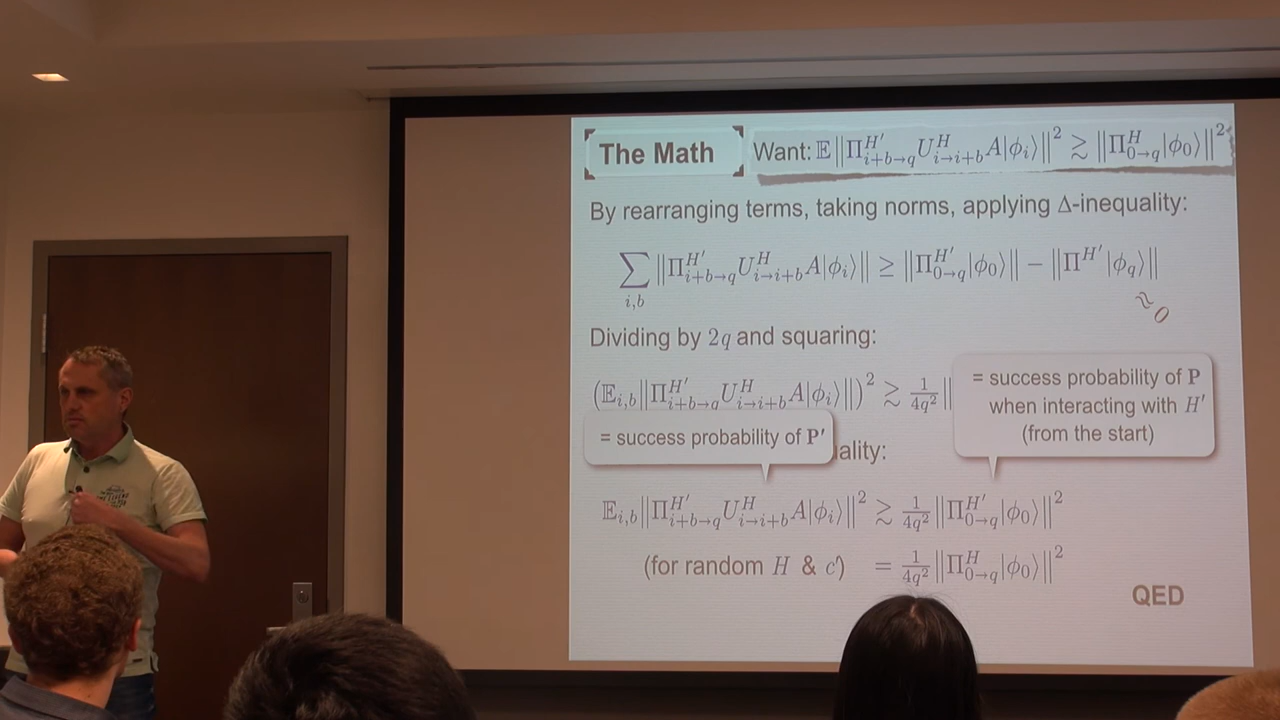 The Math
Want: 𝔼‖Π^{H'}_{i+b→q} U^H_{i→i+b} A|ϕ_i⟩‖² ≳ ‖Π^H_{0→q}|ϕ_0⟩‖²
By rearranging terms, taking norms, applying Δ-inequality:
∑_{i,b} ‖Π^{H'}_{i+b→q} U^H_{i→i+b} A|ϕ_i⟩‖ ≥ ‖Π^{H'}_{0→q}|ϕ_0⟩‖ − ‖Π^{H'}|ϕ_q⟩‖
≈ 0
Dividing by 2q and squaring:
(𝔼_{i,b}‖Π^{H'}_{i+b→q} U^H_{i→i+b} A|ϕ_i⟩‖)² ≳ 1/4q² ‖
= success probability of P
when interacting with H'
(from the start)
= success probability of P'
ality:
𝔼_{i,b}‖Π^{H'}_{i+b→q} U^H_{i→i+b} A|ϕ_i⟩‖² ≳ 1/4q² ‖Π^{H'}_{0→q}|ϕ_0⟩‖²
(for random H & c') = 1/4q² ‖Π^H_{0→q}|ϕ_0⟩‖²
QED